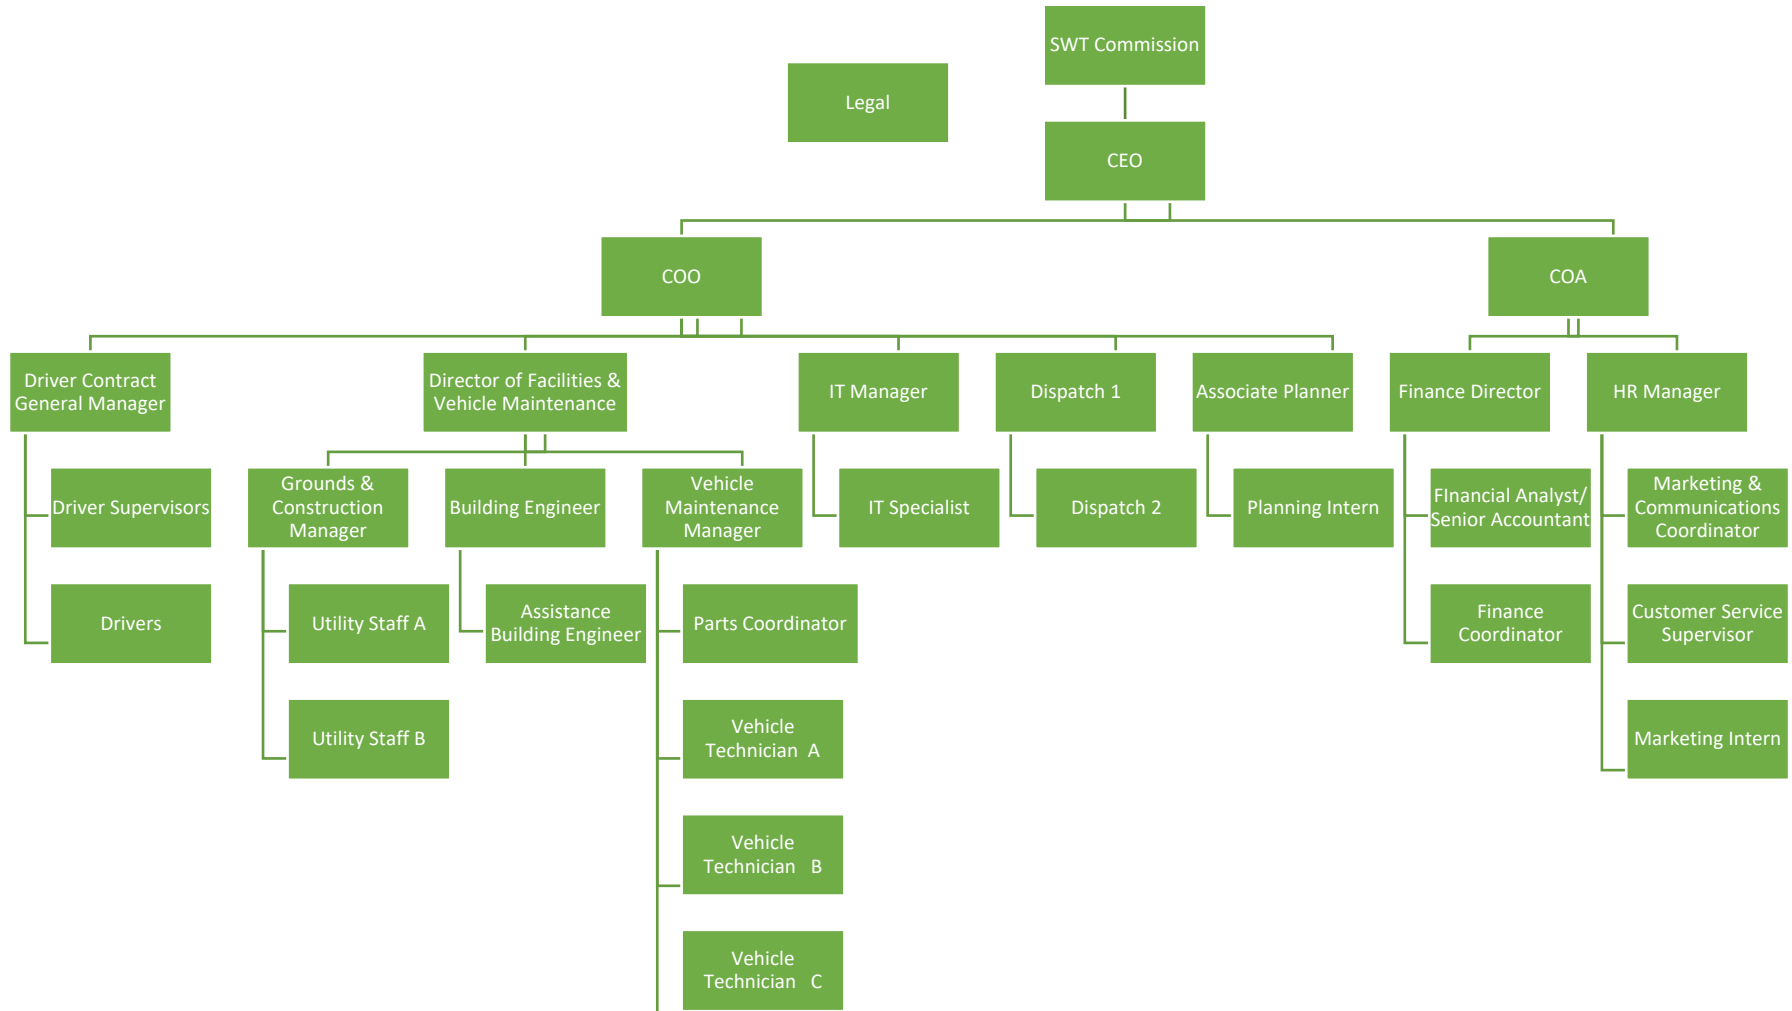 SWT Commission
Legal
CEO
COO
COA
Driver Contract
General Manager
Director of Facilities &
Vehicle Maintenance
IT Manager
Dispatch 1
Associate Planner
Finance Director
HR Manager
Driver Supervisors
Grounds &
Construction
Manager
Building Engineer
Vehicle
Maintenance
Manager
IT Specialist
Dispatch 2
Planning Intern
FInancial Analyst/
Senior Accountant
Marketing &
Communications
Coordinator
Drivers
Utility Staff A
Assistance
Building Engineer
Parts Coordinator
Finance
Coordinator
Customer Service
Supervisor
Utility Staff B
Vehicle
Technician A
Marketing Intern
Vehicle
Technician B
Vehicle
Technician C